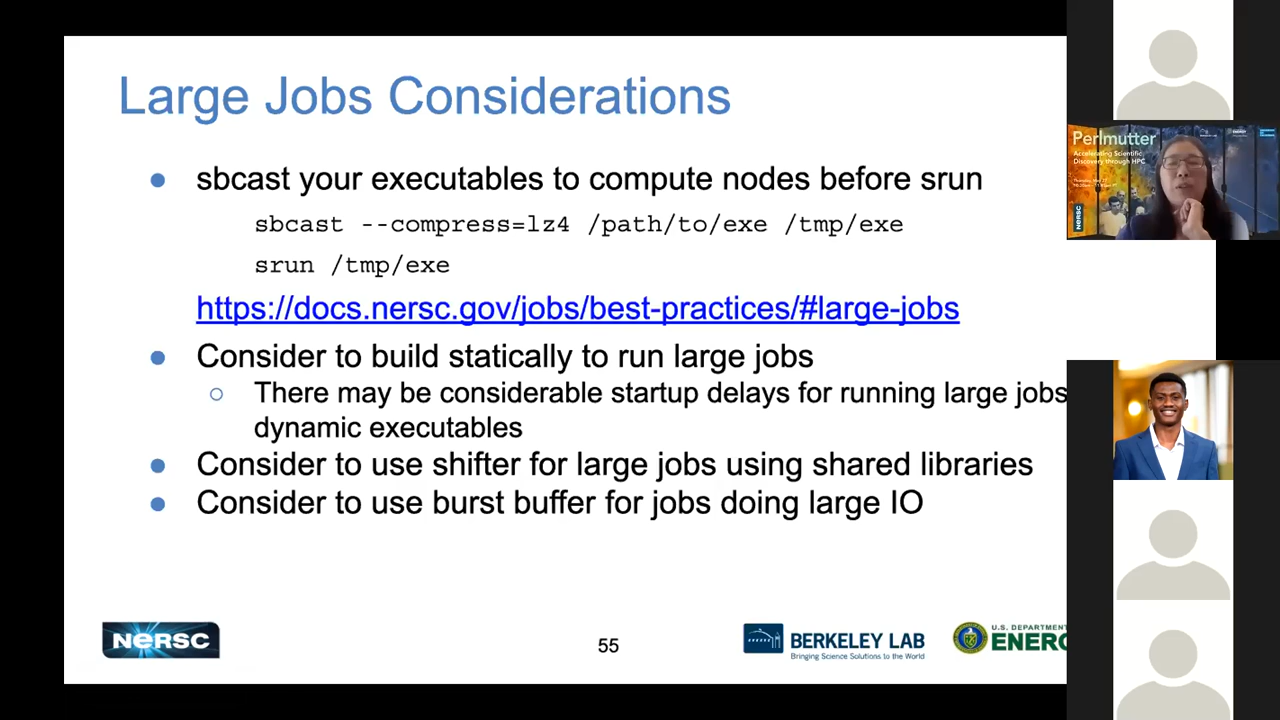 Large Jobs Considerations
● sbcast your executables to compute nodes before srun
sbcast --compress=lz4 /path/to/exe /tmp/exe
srun /tmp/exe
https://docs.nersc.gov/jobs/best-practices/#large-jobs
● Consider to build statically to run large jobs
○ There may be considerable startup delays for running large jobs
dynamic executables
● Consider to use shifter for large jobs using shared libraries
● Consider to use burst buffer for jobs doing large IO
NERSC
55
BERKELEY LAB
Bringing Science Solutions to the World
U.S. DEPARTMENT
ENERG
Perlmutter
Accelerating Scientific
Discovery through HPC
NERSC